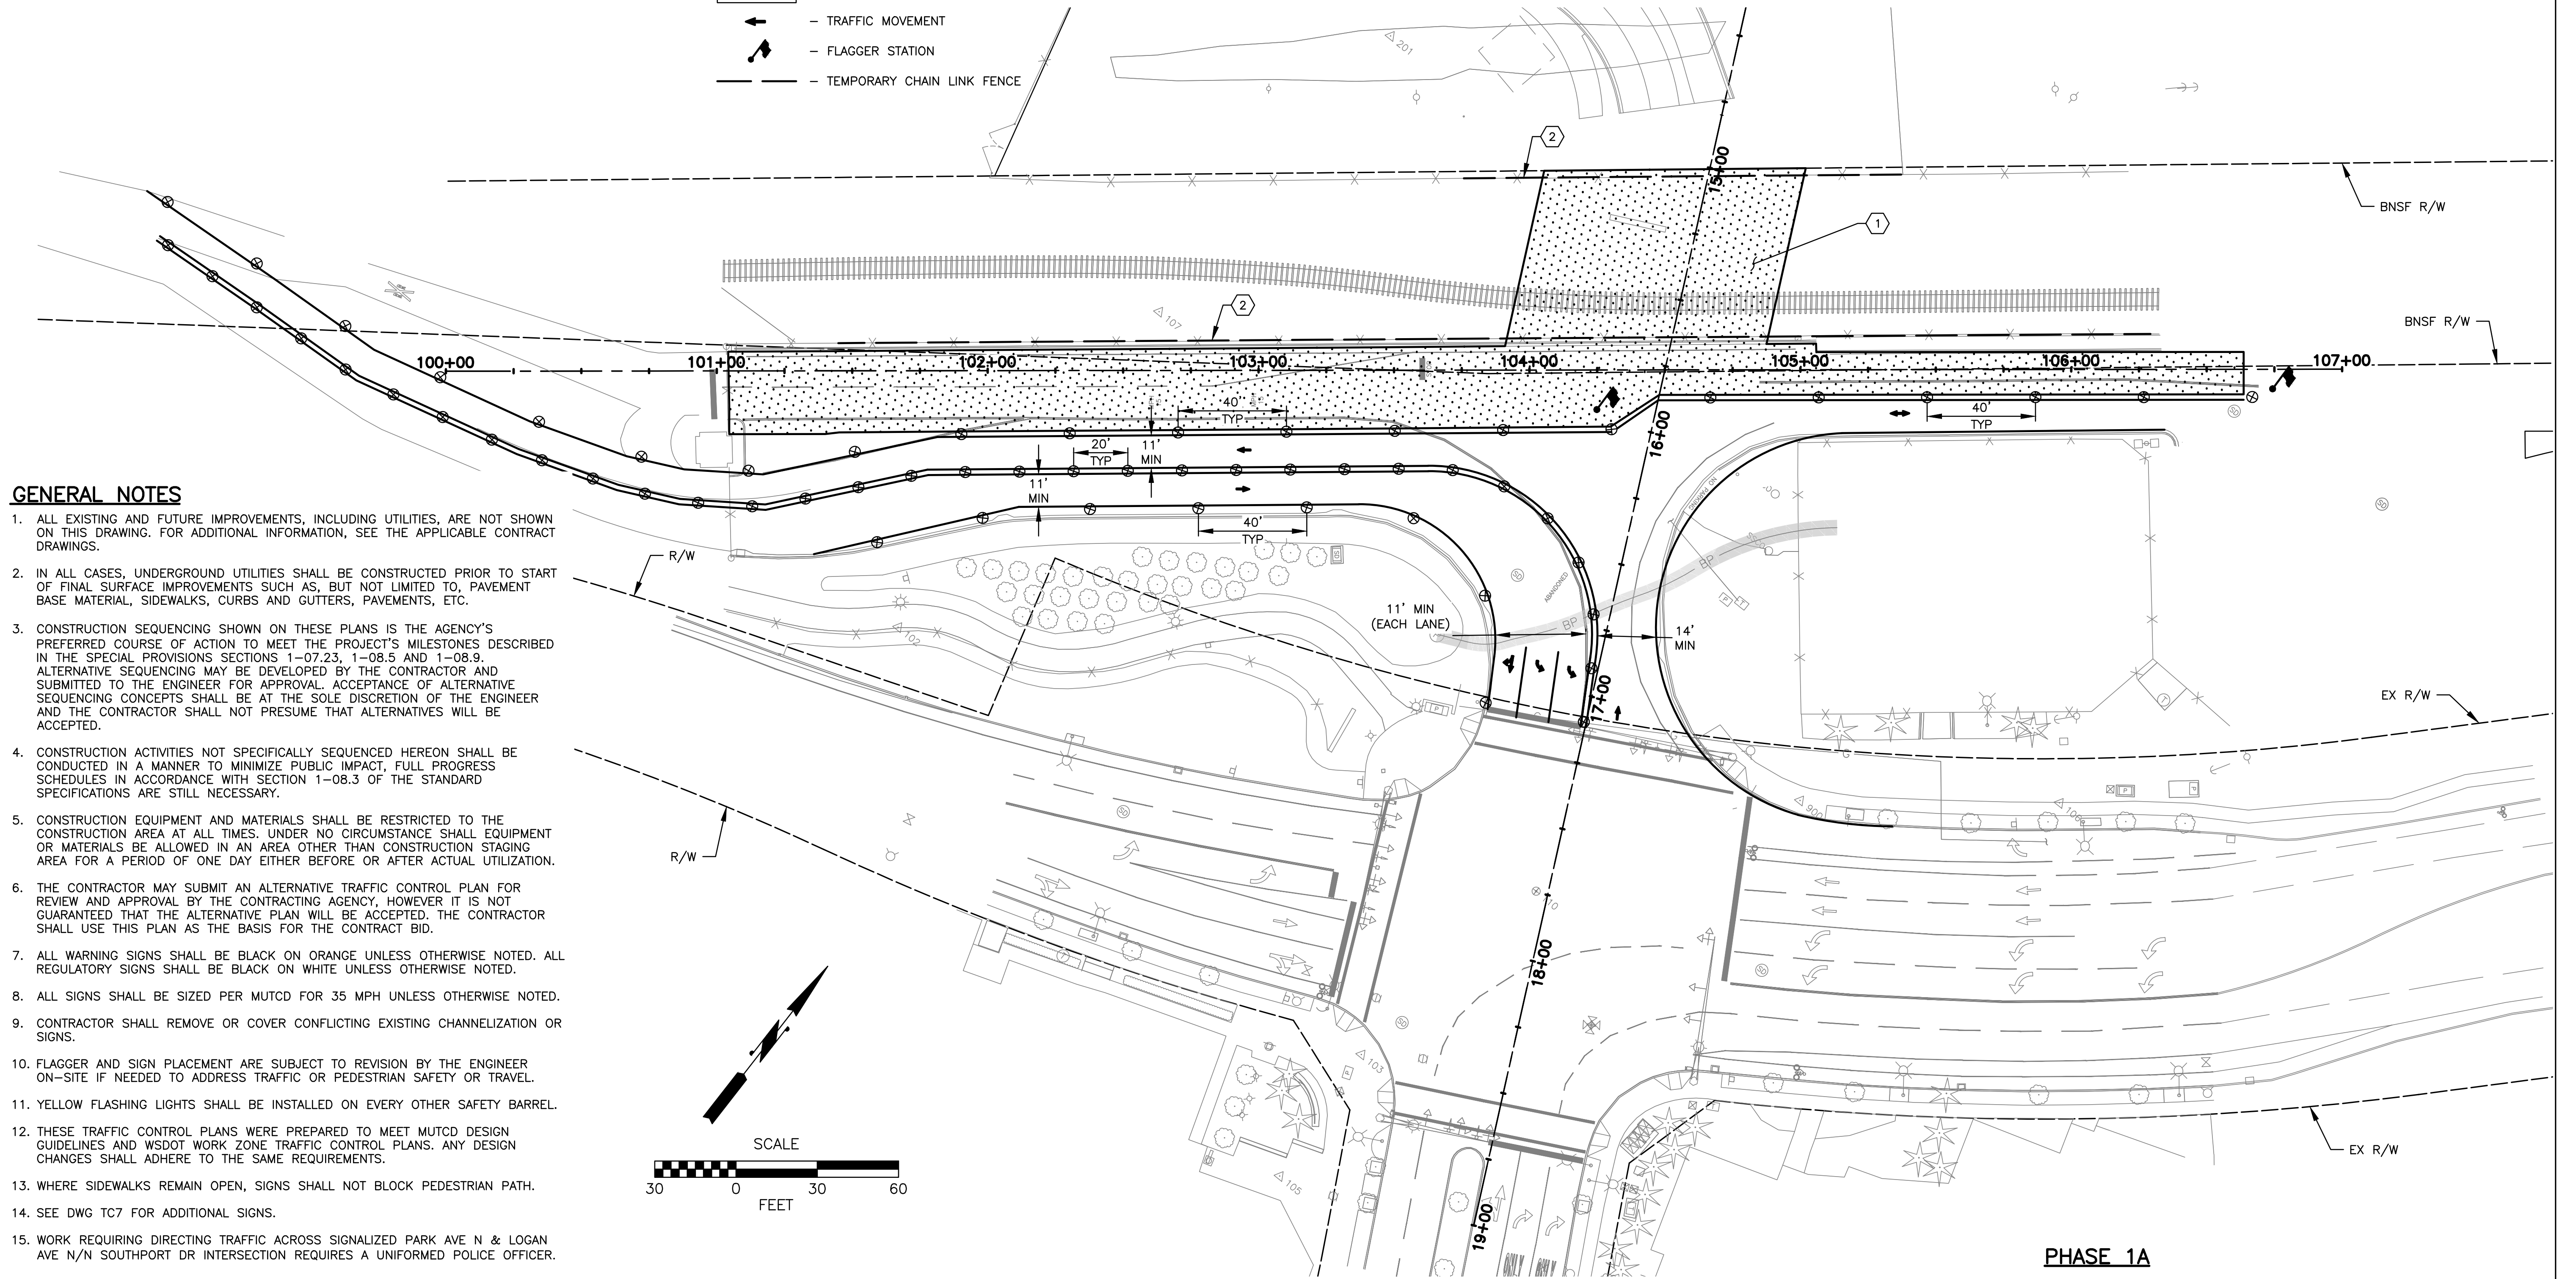 – TRAFFIC MOVEMENT
– FLAGGER STATION
– TEMPORARY CHAIN LINK FENCE
201
2
15+00
BNSF R/W
1
107
2
BNSF R/W
100+00
101+00
102+00
103+00
104+00
105+00
106+00
107+00
40'
TYP
40'
TYP
SD
16+00
20'
TYP
11'
MIN
11'
MIN
40'
TYP
NO PARKING
SD
SD
ABANDONED
BP
BP
11' MIN
(EACH LANE)
14'
MIN
102
R/W
P
P
T
T
17+00
EX R/W
G
P
P
900
106
SD
R/W
110
SD
18+00
SD
103
P
P
105
19+00
ONLY
ONLY
EX R/W
GENERAL NOTES
1. ALL EXISTING AND FUTURE IMPROVEMENTS, INCLUDING UTILITIES, ARE NOT SHOWN
ON THIS DRAWING. FOR ADDITIONAL INFORMATION, SEE THE APPLICABLE CONTRACT
DRAWINGS.
2. IN ALL CASES, UNDERGROUND UTILITIES SHALL BE CONSTRUCTED PRIOR TO START
OF FINAL SURFACE IMPROVEMENTS SUCH AS, BUT NOT LIMITED TO, PAVEMENT
BASE MATERIAL, SIDEWALKS, CURBS AND GUTTERS, PAVEMENTS, ETC.
3. CONSTRUCTION SEQUENCING SHOWN ON THESE PLANS IS THE AGENCY'S
PREFERRED COURSE OF ACTION TO MEET THE PROJECT'S MILESTONES DESCRIBED
IN THE SPECIAL PROVISIONS SECTIONS 1–07.23, 1–08.5 AND 1–08.9.
ALTERNATIVE SEQUENCING MAY BE DEVELOPED BY THE CONTRACTOR AND
SUBMITTED TO THE ENGINEER FOR APPROVAL. ACCEPTANCE OF ALTERNATIVE
SEQUENCING CONCEPTS SHALL BE AT THE SOLE DISCRETION OF THE ENGINEER
AND THE CONTRACTOR SHALL NOT PRESUME THAT ALTERNATIVES WILL BE
ACCEPTED.
4. CONSTRUCTION ACTIVITIES NOT SPECIFICALLY SEQUENCED HEREON SHALL BE
CONDUCTED IN A MANNER TO MINIMIZE PUBLIC IMPACT, FULL PROGRESS
SCHEDULES IN ACCORDANCE WITH SECTION 1–08.3 OF THE STANDARD
SPECIFICATIONS ARE STILL NECESSARY.
5. CONSTRUCTION EQUIPMENT AND MATERIALS SHALL BE RESTRICTED TO THE
CONSTRUCTION AREA AT ALL TIMES. UNDER NO CIRCUMSTANCE SHALL EQUIPMENT
OR MATERIALS BE ALLOWED IN AN AREA OTHER THAN CONSTRUCTION STAGING
AREA FOR A PERIOD OF ONE DAY EITHER BEFORE OR AFTER ACTUAL UTILIZATION.
6. THE CONTRACTOR MAY SUBMIT AN ALTERNATIVE TRAFFIC CONTROL PLAN FOR
REVIEW AND APPROVAL BY THE CONTRACTING AGENCY, HOWEVER IT IS NOT
GUARANTEED THAT THE ALTERNATIVE PLAN WILL BE ACCEPTED. THE CONTRACTOR
SHALL USE THIS PLAN AS THE BASIS FOR THE CONTRACT BID.
7. ALL WARNING SIGNS SHALL BE BLACK ON ORANGE UNLESS OTHERWISE NOTED. ALL
REGULATORY SIGNS SHALL BE BLACK ON WHITE UNLESS OTHERWISE NOTED.
8. ALL SIGNS SHALL BE SIZED PER MUTCD FOR 35 MPH UNLESS OTHERWISE NOTED.
9. CONTRACTOR SHALL REMOVE OR COVER CONFLICTING EXISTING CHANNELIZATION OR
SIGNS.
10. FLAGGER AND SIGN PLACEMENT ARE SUBJECT TO REVISION BY THE ENGINEER
ON–SITE IF NEEDED TO ADDRESS TRAFFIC OR PEDESTRIAN SAFETY OR TRAVEL.
11. YELLOW FLASHING LIGHTS SHALL BE INSTALLED ON EVERY OTHER SAFETY BARREL.
12. THESE TRAFFIC CONTROL PLANS WERE PREPARED TO MEET MUTCD DESIGN
GUIDELINES AND WSDOT WORK ZONE TRAFFIC CONTROL PLANS. ANY DESIGN
CHANGES SHALL ADHERE TO THE SAME REQUIREMENTS.
13. WHERE SIDEWALKS REMAIN OPEN, SIGNS SHALL NOT BLOCK PEDESTRIAN PATH.
14. SEE DWG TC7 FOR ADDITIONAL SIGNS.
15. WORK REQUIRING DIRECTING TRAFFIC ACROSS SIGNALIZED PARK AVE N & LOGAN
AVE N/N SOUTHPORT DR INTERSECTION REQUIRES A UNIFORMED POLICE OFFICER.
SCALE
30 0 30 60
FEET
PHASE 1A